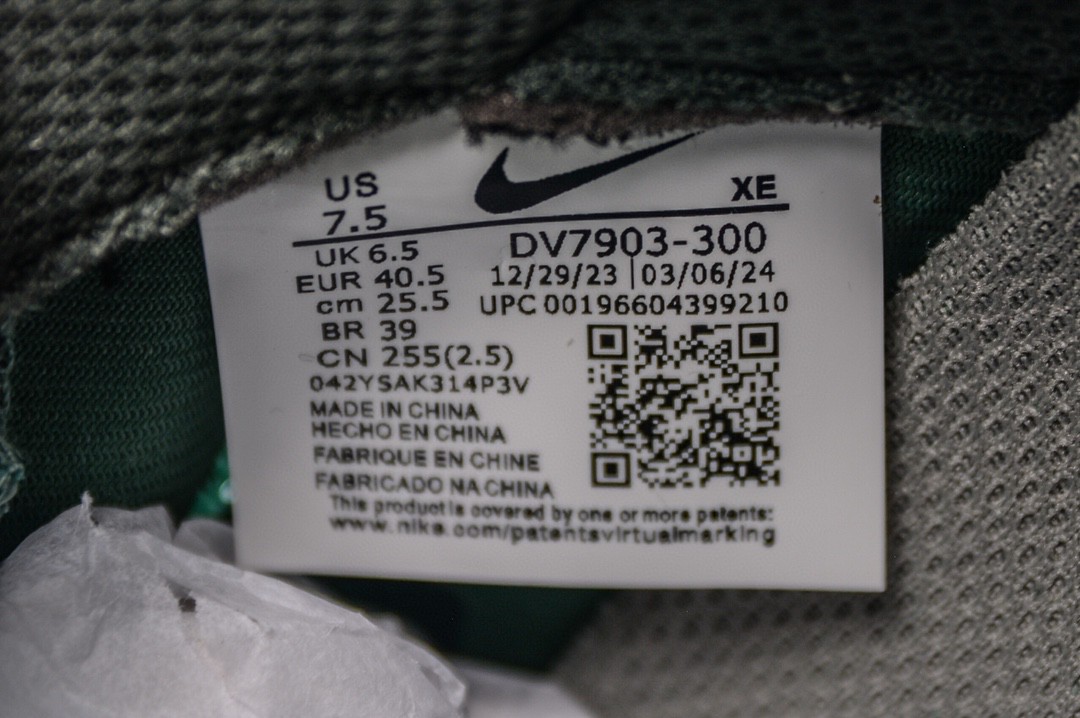 US
7.5
XE
UK 6.5
DV7903-300
EUR 40.5
12/29/23 | 03/06/24
cm 25.5
UPC 00196604399210
BR 39
CN 255(2.5)
042YSAK314P3V
MADE IN CHINA
HECHO EN CHINA
FABRIQUE EN CHINE
FABRICADO NA CHINA
This product is covered by one or more patents:
www.nike.com/patentsvirtualmarking